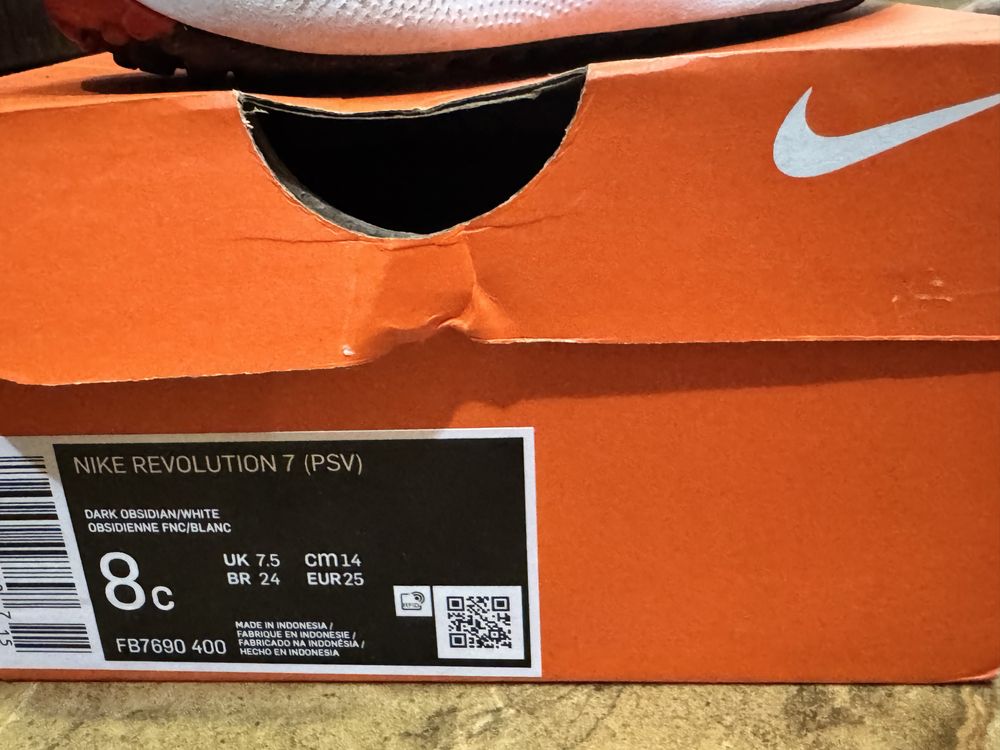 NIKE REVOLUTION 7 (PSV)
DARK OBSIDIAN/WHITE
OBSIDIENNE FNC/BLANC
8C
UK 7.5 cm 14
BR 24 EUR 25
FB7690 400
MADE IN INDONESIA /
FABRIQUE EN INDONESIE /
FABRICADO NA INDONÉSIA /
HECHO EN INDONESIA